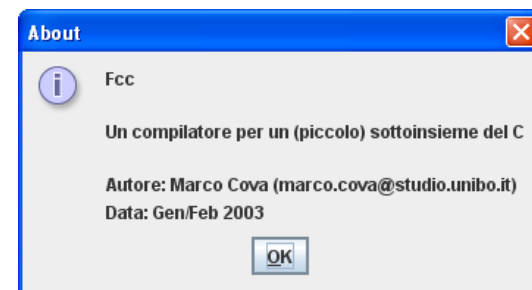 About
Fcc
Un compilatore per un (piccolo) sottoinsieme del C
Autore: Marco Cova (marco.cova@studio.unibo.it)
Data: Gen/Feb 2003
OK